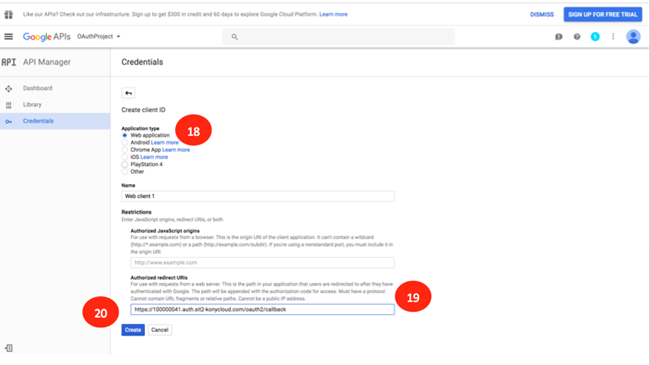 Like our APIs? Check out our infrastructure. Sign up to get $300 in credit and 60 days to explore Google Cloud Platform. Learn more
DISMISS
SIGN UP FOR FREE TRIAL
Google APIs
OAuthProject
1
API
API Manager
Credentials
Dashboard
Library
Credentials
Create client ID
Application type
18
Web application
Android Learn more
Chrome App Learn more
iOS Learn more
PlayStation 4
Other
Name
Web client 1
Restrictions
Enter JavaScript origins, redirect URIs, or both
Authorized JavaScript origins
For use with requests from a browser. This is the origin URI of the client application. It can't contain a wildcard
(http://*.example.com) or a path (http://example.com/subdir). If you're using a nonstandard port, you must include it in
the origin URI.
http://www.example.com
Authorized redirect URIs
For use with requests from a web server. This is the path in your application that users are redirected to after they have
authenticated with Google. The path will be appended with the authorization code for access. Must have a protocol.
Cannot contain URL fragments or relative paths. Cannot be a public IP address.
19
https://100000041.auth.sit2-konycloud.com/oauth2/callback
20
Create
Cancel